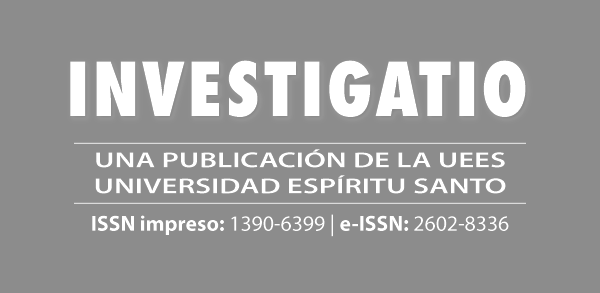 INVESTIGATIO
UNA PUBLICACIÓN DE LA UEES
UNIVERSIDAD ESPÍRITU SANTO
ISSN impreso: 1390-6399 | e-ISSN: 2602-8336